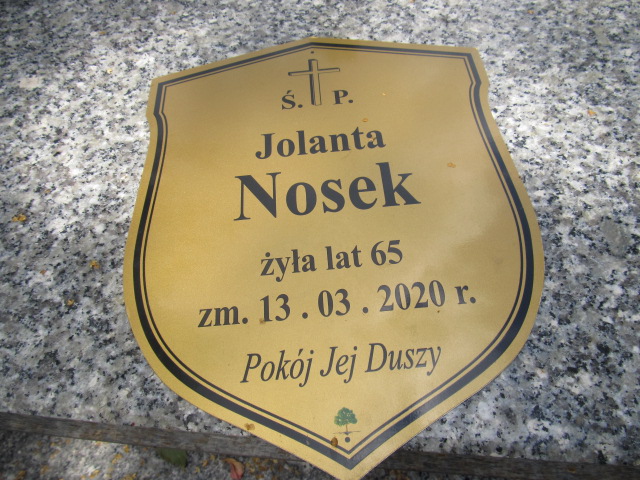 Ś. P.
Jolanta
Nosek
żyła lat 65
zm. 13 . 03 . 2020 r.
Pokój Jej Duszy